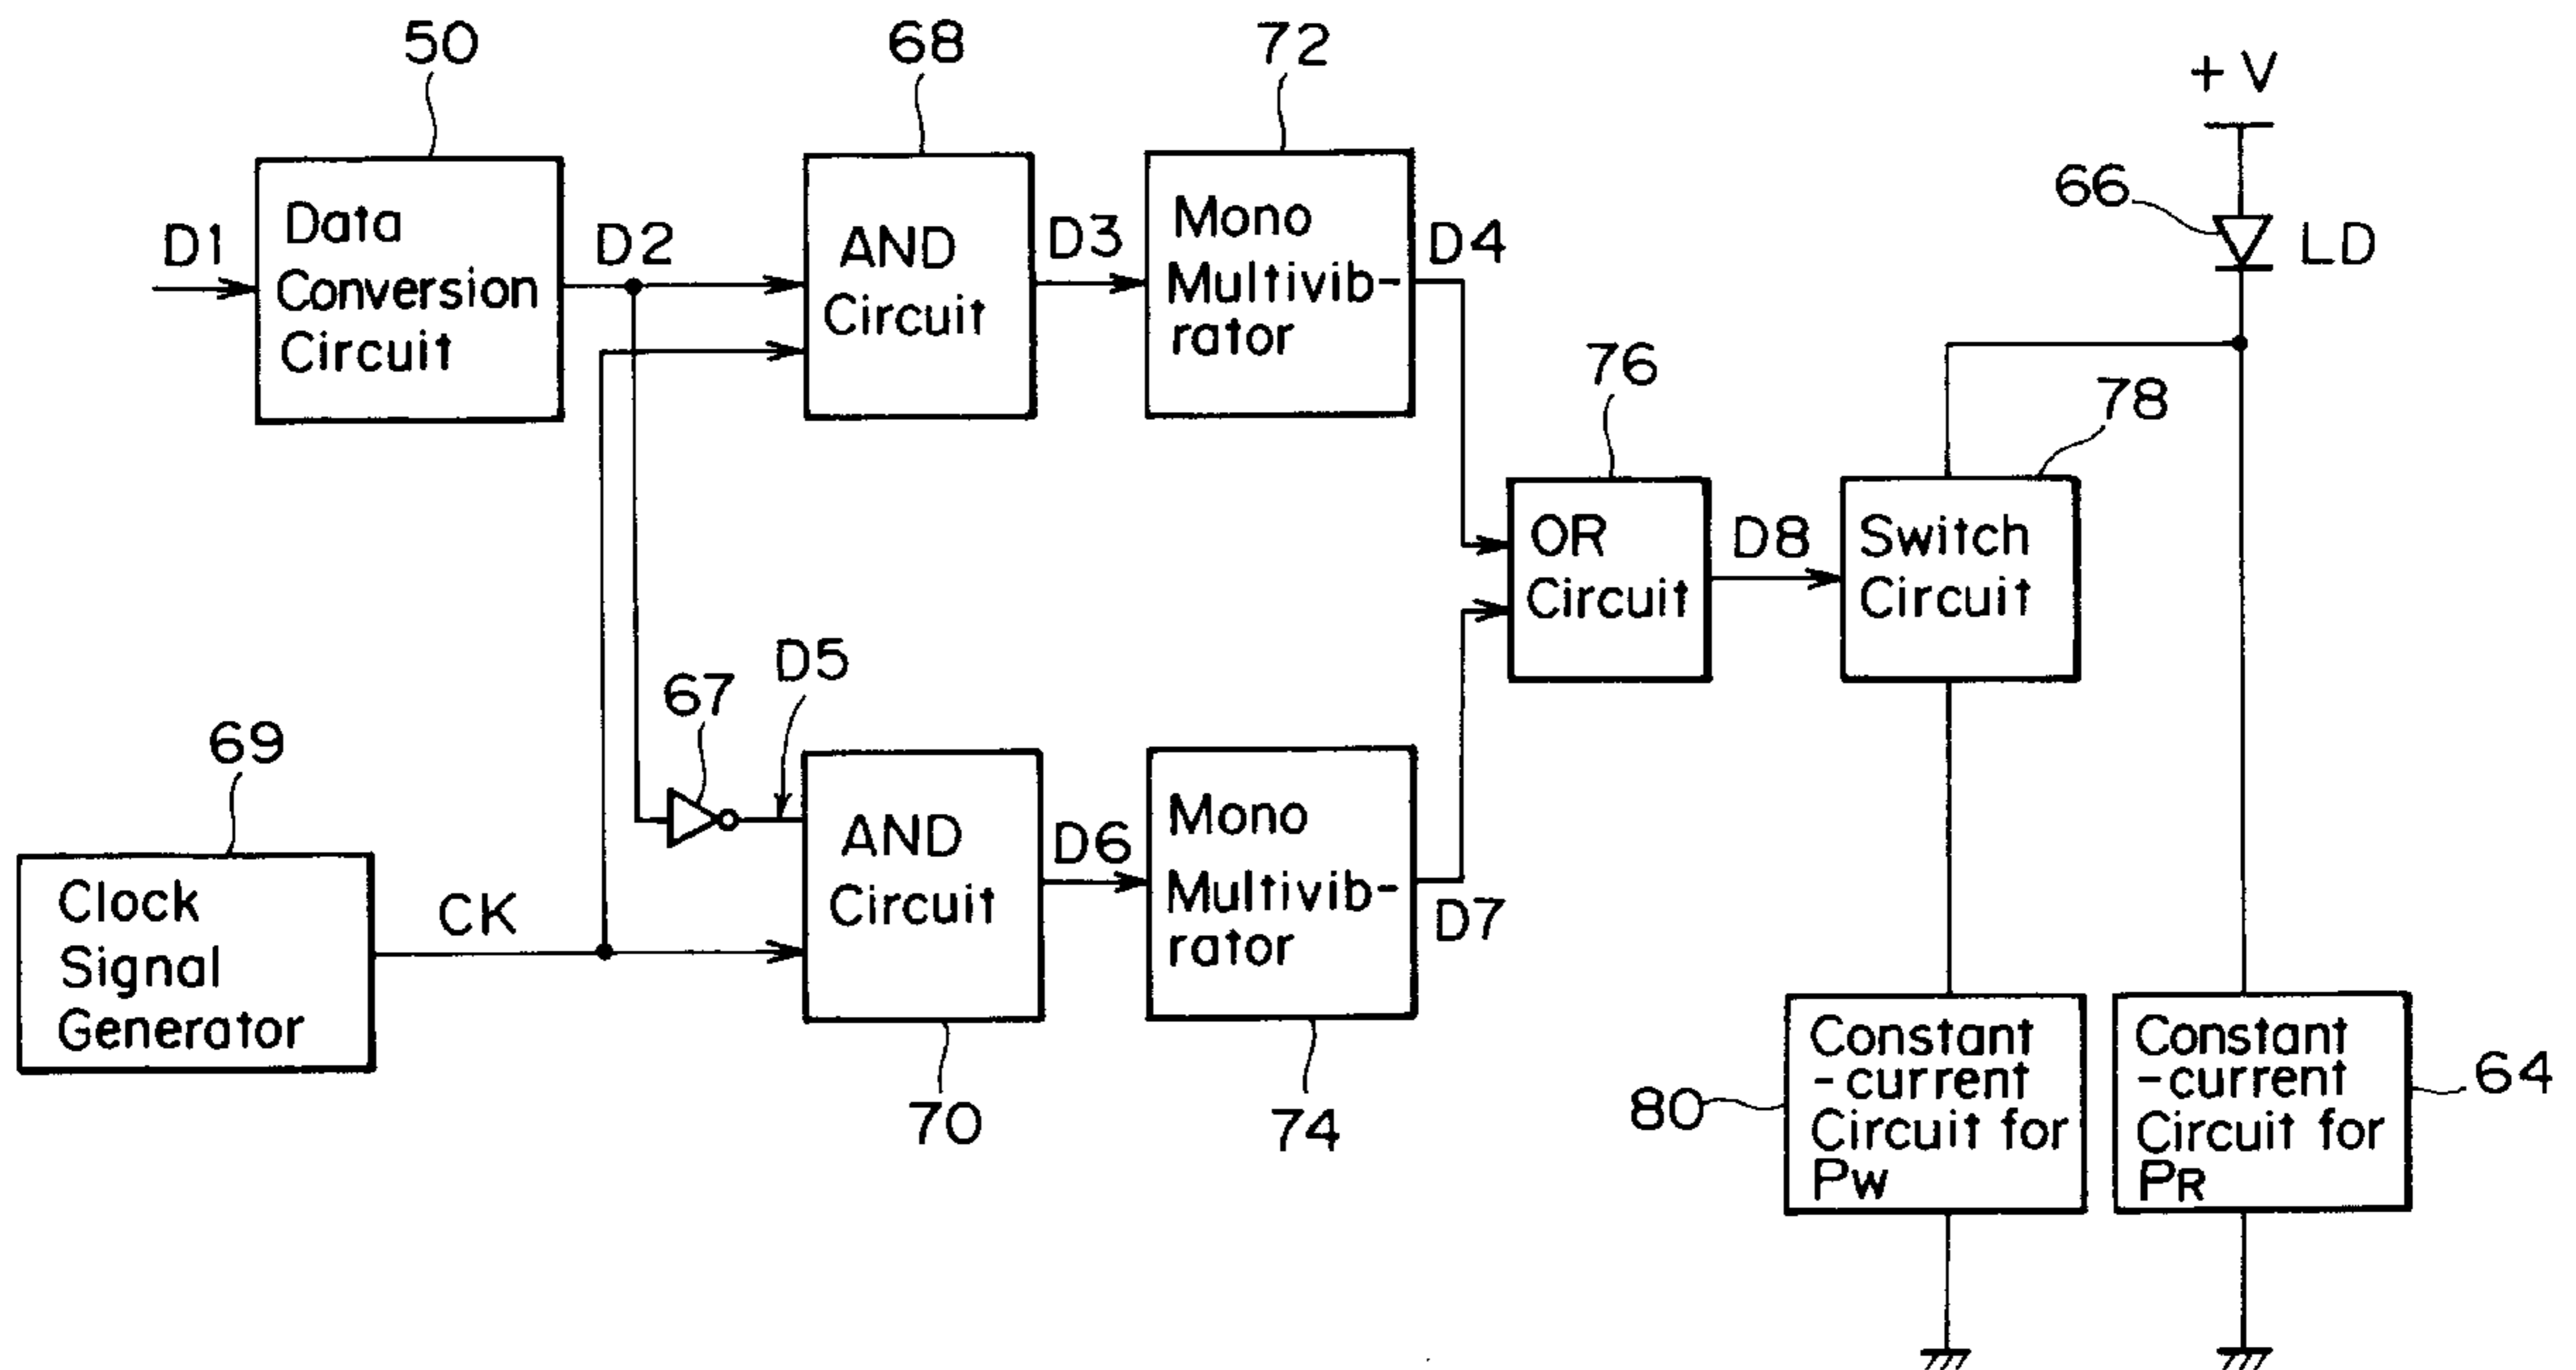 50
68
72
+V
66
LD
D1
Data
Conversion
Circuit
D2
AND
Circuit
D3
Mono
Multivib-
rator
D4
76
78
OR
Circuit
D8
Switch
Circuit
67
D5
69
Clock
Signal
Generator
CK
AND
Circuit
D6
Mono
Multivib-
rator
D7
70
74
80
Constant
-current
Circuit for
PW
Constant
-current
Circuit for
PR
64